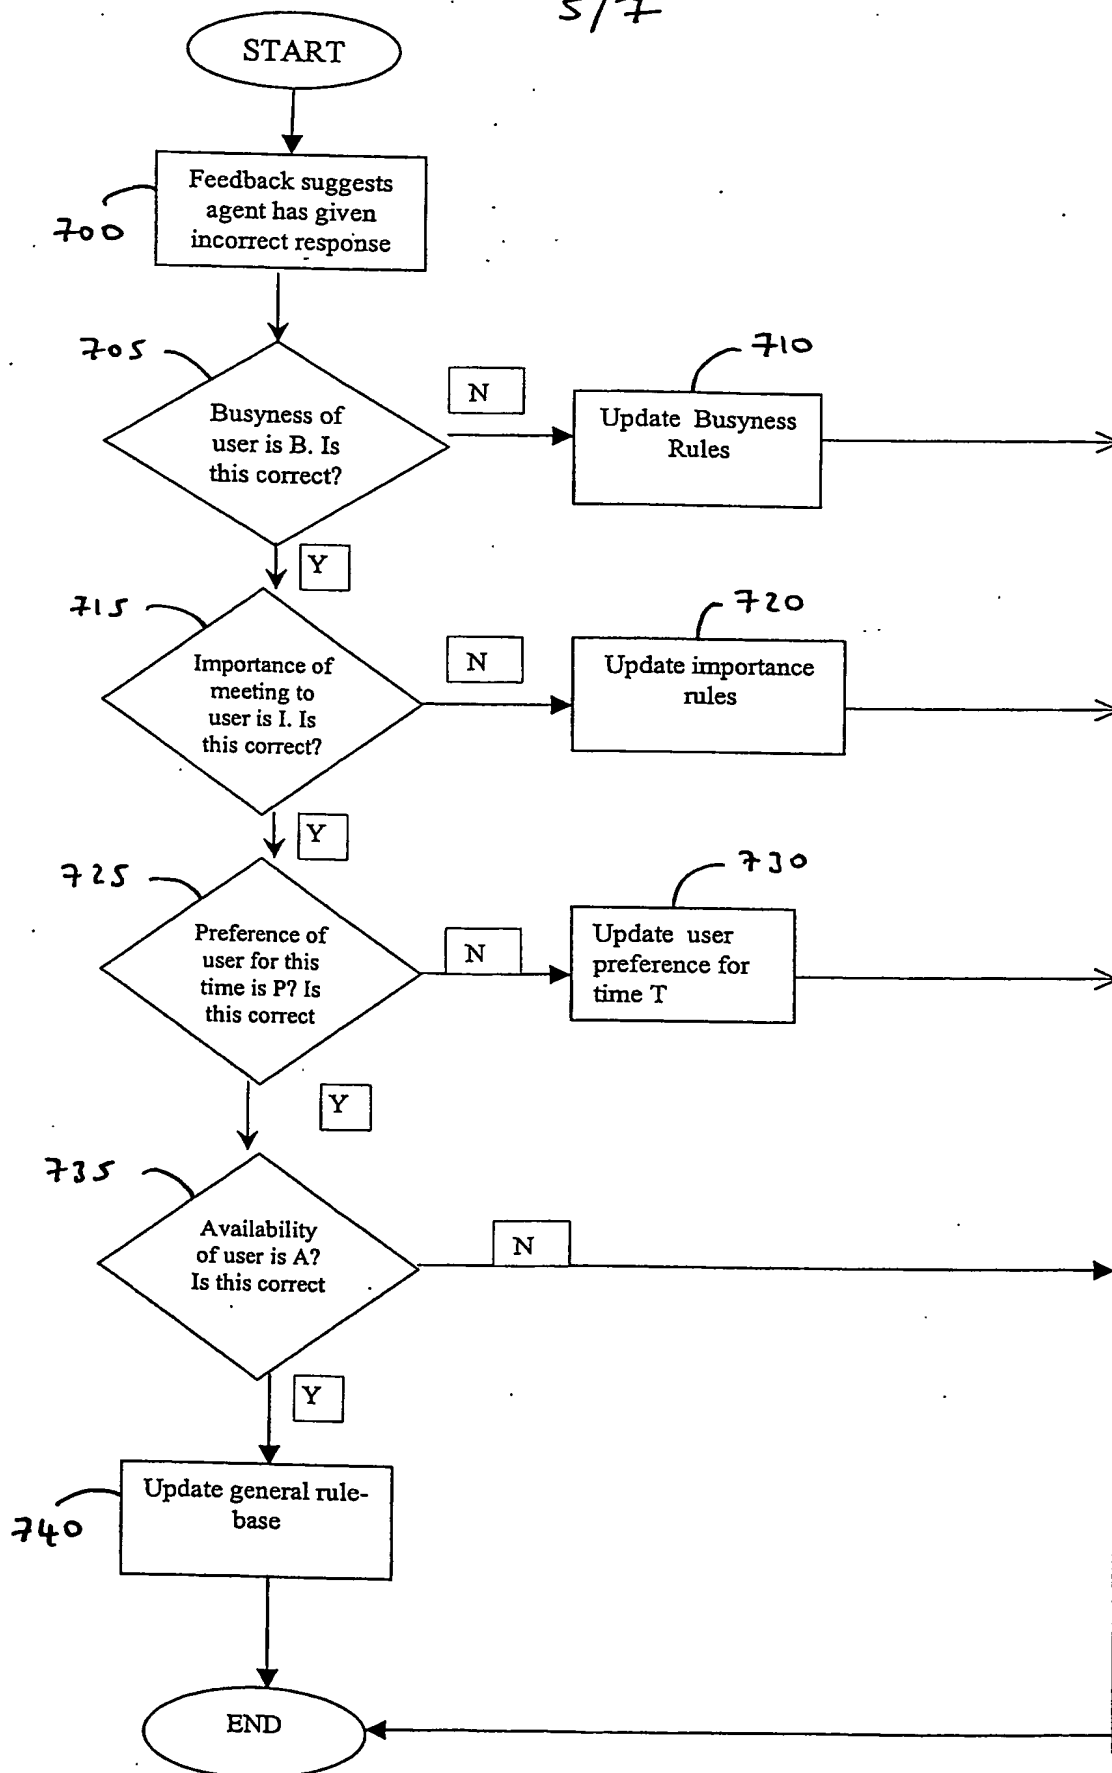 5/7
START
Feedback suggests
agent has given
incorrect response
700
705
Busyness of
user is B. Is
this correct?
N
710
Update Busyness
Rules
Y
715
Importance of
meeting to
user is I. Is
this correct?
N
720
Update importance
rules
Y
725
Preference of
user for this
time is P? Is
this correct
N
730
Update user
preference for
time T
Y
735
Availability
of user is A?
Is this correct
N
Y
Update general rule-
base
740
END